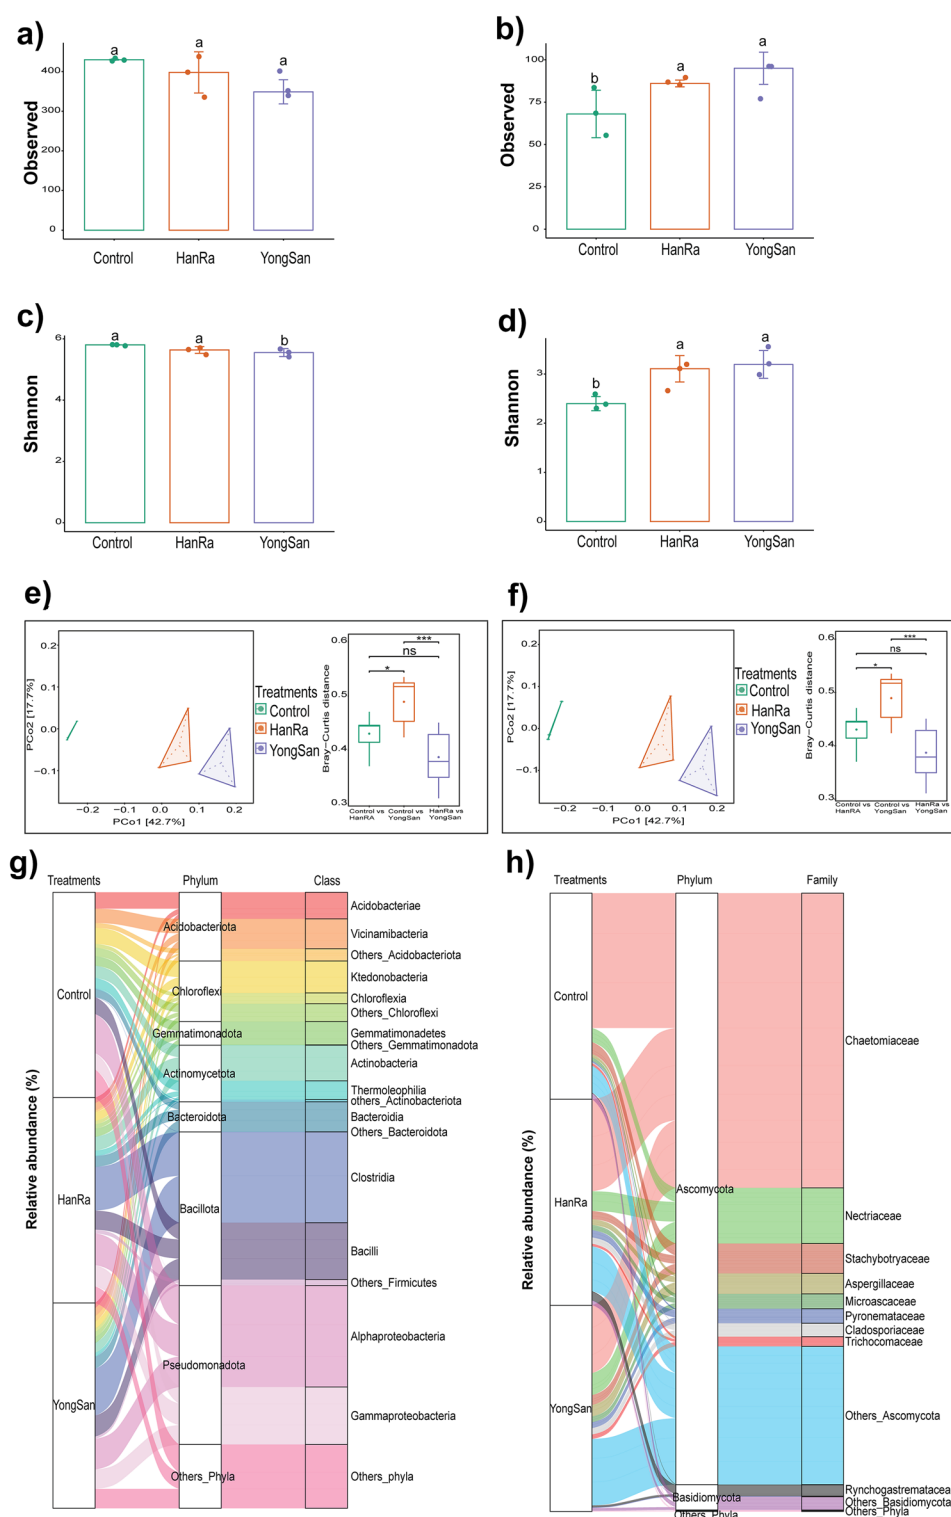 a)
Observed
400
300
200
100
0
a
a
a
Control
HanRa
YongSan
b)
Observed
100
75
50
25
0
b
a
a
Control
HanRa
YongSan
c)
Shannon
6
4
2
0
a
a
b
Control
HanRa
YongSan
d)
Shannon
3
2
1
0
b
a
a
Control
HanRa
YongSan
e)
PCo2 [17.7%]
0.2
0.1
0.0
−0.1
−0.2
−0.1
0.0
0.1
0.2
PCo1 [42.7%]
Treatments
Control
HanRa
YongSan
Bray−Curtis distance
0.6
0.5
0.4
0.3
***
ns
*
Control vs
HanRA
Control vs
YongSan
HanRa vs
YongSan
f)
PCo2 [17.7%]
0.2
0.1
0.0
−0.1
−0.2
−0.1
0.0
0.1
0.2
PCo1 [42.7%]
Treatments
Control
HanRa
YongSan
Bray−Curtis distance
0.6
0.5
0.4
0.3
***
ns
*
Control vs
HanRA
Control vs
YongSan
HanRa vs
YongSan
g)
Treatments
Phylum
Class
Relative abundance (%)
Control
HanRa
YongSan
Acidobacteriota
Chloroflexi
Gemmatimonadota
Actinomycetota
Bacteroidota
Bacillota
Pseudomonadota
Others_Phyla
Acidobacteriae
Vicinamibacteria
Others_Acidobacteriota
Ktedonobacteria
Chloroflexia
Others_Chloroflexi
Gemmatimonadetes
Others_Gemmatimonadota
Actinobacteria
Thermoleophilia
others_Actinobacteriota
Bacteroidia
Others_Bacteroidota
Clostridia
Bacilli
Others_Firmicutes
Alphaproteobacteria
Gammaproteobacteria
Others_phyla
h)
Treatments
Phylum
Family
Relative abundance (%)
Control
HanRa
YongSan
Ascomycota
Basidiomycota
Others_Phyla
Chaetomiaceae
Nectriaceae
Stachybotryaceae
Aspergillaceae
Microascaceae
Pyronemataceae
Cladosporiaceae
Trichocomaceae
Others_Ascomycota
Rynchogastremataceae
Others_Basidiomycota
Others_Phyla